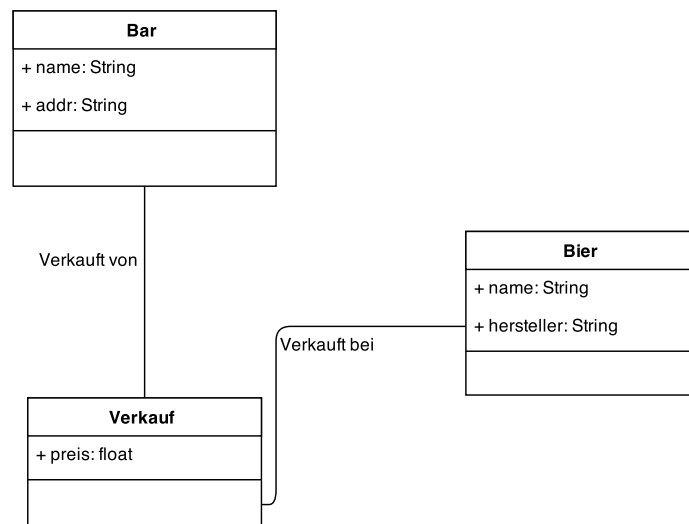 Bar
+ name: String
+ addr: String
Verkauft von
Bier
+ name: String
+ hersteller: String
Verkauft bei
Verkauf
+ preis: float